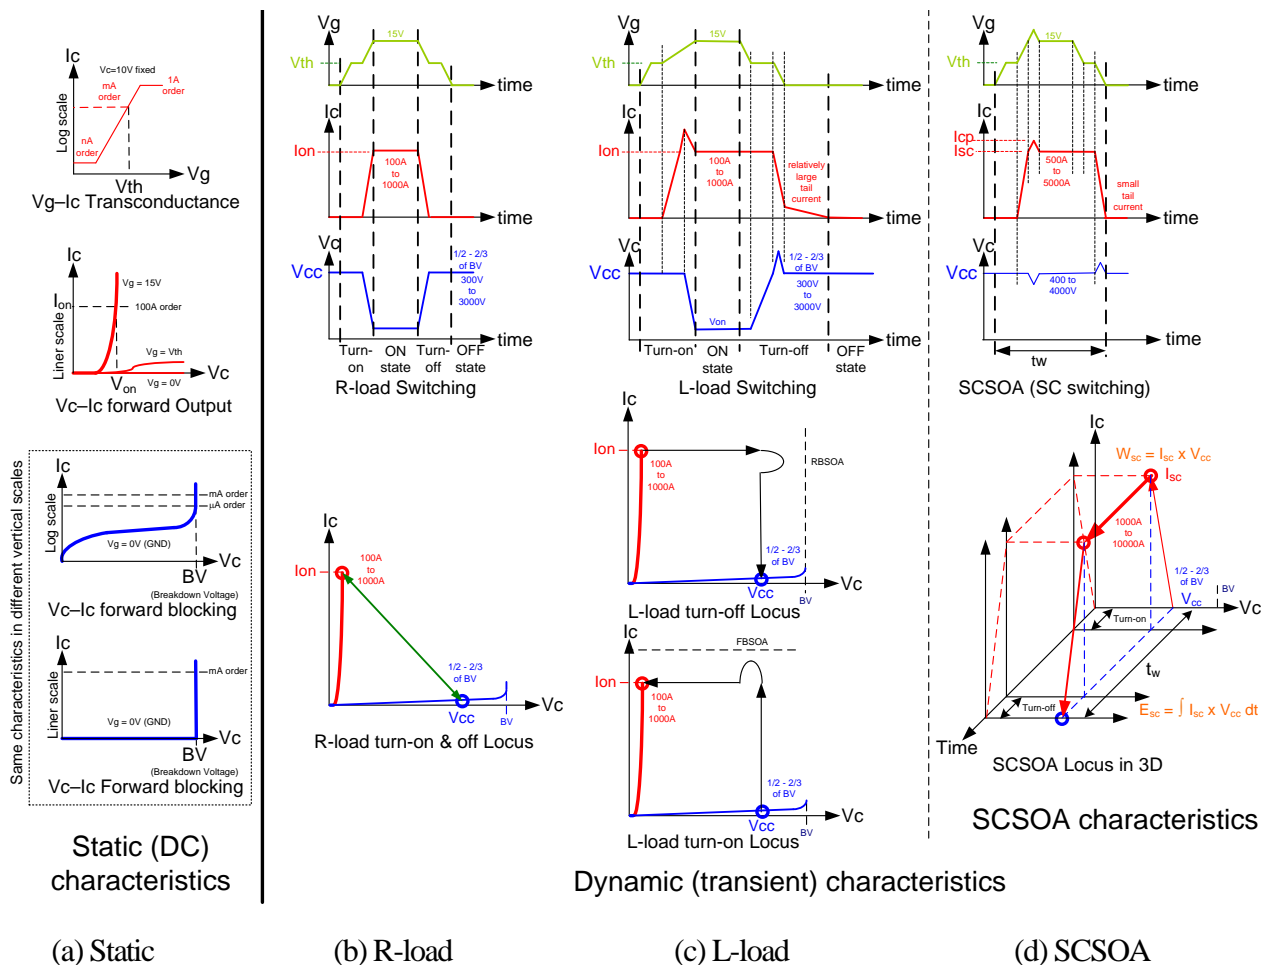 Ic
Log scale
Vc=10V fixed
mA order
1A order
nA order
Vth
Vg
Vg–Ic Transconductance
Ic
Liner scale
Vg = 15V
Ion
100A order
Vg = Vth
Vg = 0V
Vc
Von
Vc–Ic forward Output
Same characteristics in different vertical scales
Ic
Log scale
mA order
μA order
Vg = 0V (GND)
Vc
BV
(Breakdown Voltage)
Vc–Ic forward blocking
Ic
Liner scale
mA order
Vg = 0V (GND)
Vc
BV
(Breakdown Voltage)
Vc–Ic Forward blocking
Static (DC)
characteristics
Vg
15V
Vth
time
Ic
Ion
100A
to
1000A
time
Vc
Vcc
1/2 - 2/3
of BV
300V
to
3000V
time
Turn-
on
ON
state
Turn-
off
OFF
state
R-load Switching
Ic
Ion
100A
to
1000A
1/2 - 2/3
of BV
Vcc
BV
Vc
R-load turn-on & off Locus
Vg
15V
Vth
time
Ic
Ion
100A
to
1000A
relatively
large
tail
current
time
Vc
Vcc
1/2 - 2/3
of BV
300V
to
3000V
Von
time
Turn-on
ON
state
Turn-off
OFF
state
L-load Switching
Ic
Ion
100A
to
1000A
RBSOA
1/2 - 2/3
of BV
Vcc
BV
Vc
L-load turn-off Locus
Ic
FBSOA
Ion
100A
to
1000A
1/2 - 2/3
of BV
Vcc
BV
Vc
L-load turn-on Locus
Dynamic (transient) characteristics
Vg
15V
Vth
time
Ic
Icp
Isc
500A
to
5000A
small
tail
current
time
Vc
Vcc
400 to
4000V
time
tw
SCSOA (SC switching)
Ic
Wsc = Isc x Vcc
Isc
1000A
to
10000A
1/2 - 2/3
of BV
Vcc
BV
Vc
Turn-on
tw
Turn-off
Esc = ∫ Isc x Vcc dt
Time
SCSOA Locus in 3D
SCSOA characteristics
(a) Static
(b) R-load
(c) L-load
(d) SCSOA